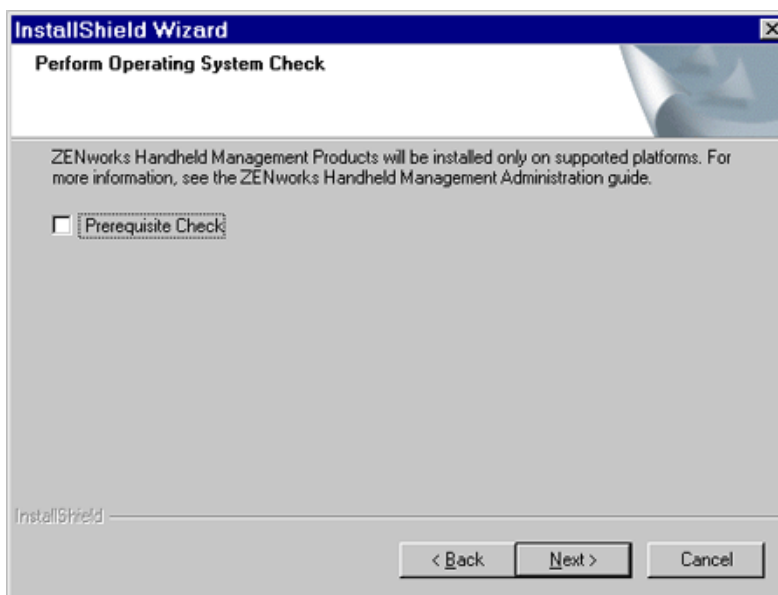 InstallShield Wizard
Perform Operating System Check
ZENworks Handheld Management Products will be installed only on supported platforms. For
more information, see the ZENworks Handheld Management Administration guide.
Prerequisite Check
InstallShield
< Back
Next >
Cancel